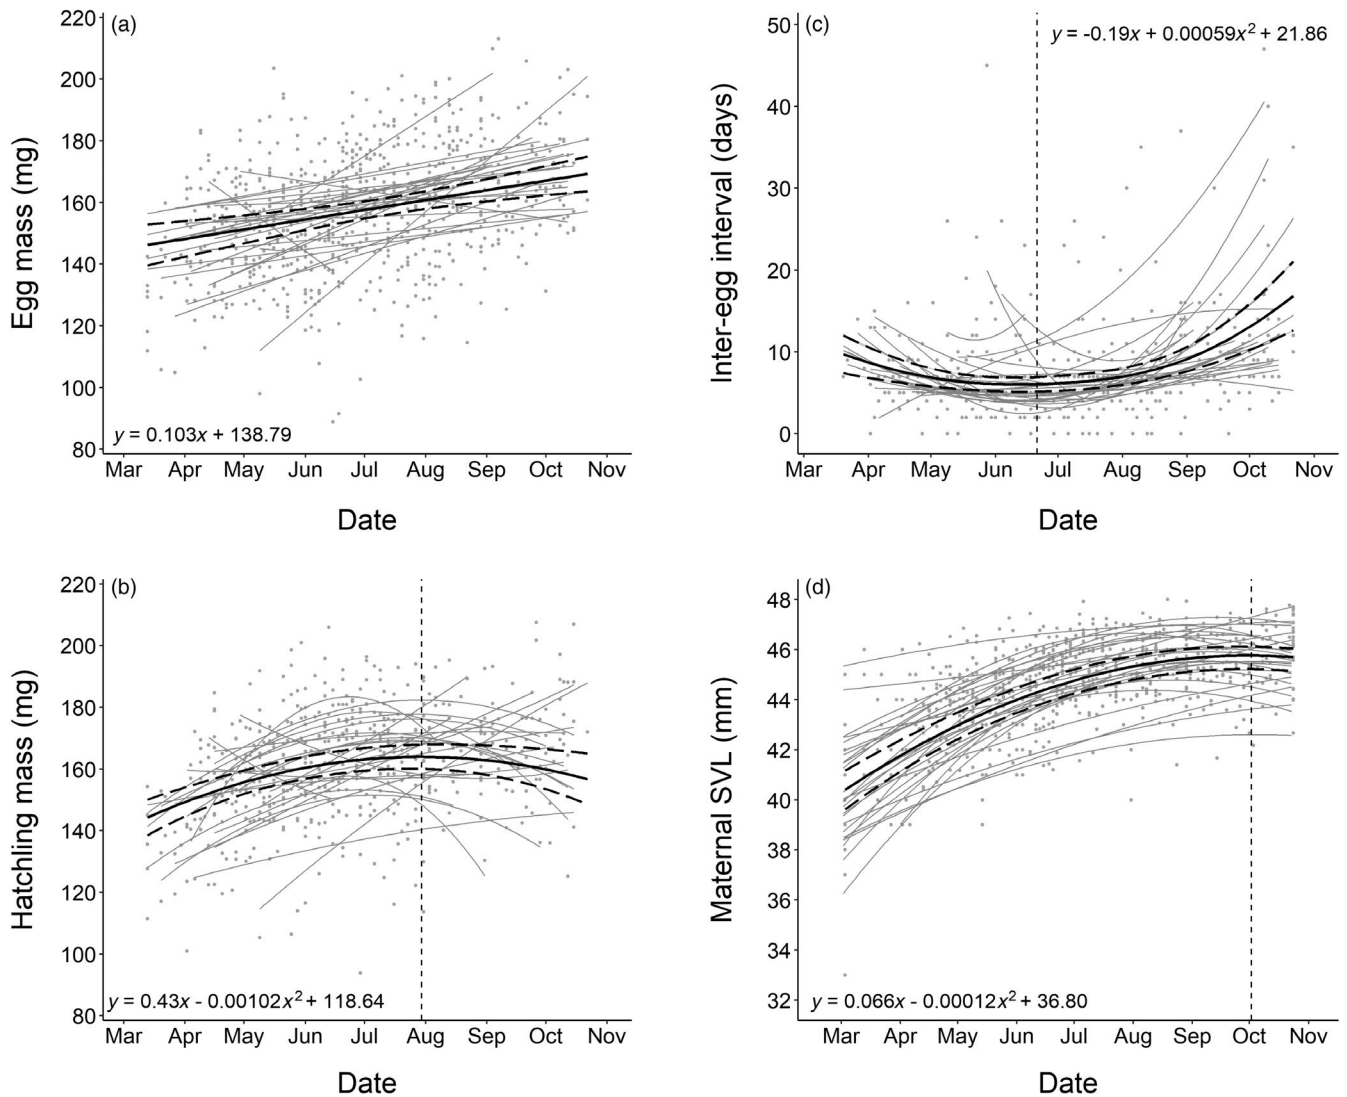 (a)
220
200
180
160
140
120
100
80
Egg mass (mg)
y = 0.103x + 138.79
Mar Apr May Jun Jul Aug Sep Oct Nov
Date
(c)
50
40
30
20
10
0
Inter-egg interval (days)
y = -0.19x + 0.00059x² + 21.86
Mar Apr May Jun Jul Aug Sep Oct Nov
Date
(b)
220
200
180
160
140
120
100
80
Hatchling mass (mg)
y = 0.43x - 0.00102x² + 118.64
Mar Apr May Jun Jul Aug Sep Oct Nov
Date
(d)
48
46
44
42
40
38
36
34
32
Maternal SVL (mm)
y = 0.066x - 0.00012x² + 36.80
Mar Apr May Jun Jul Aug Sep Oct Nov
Date